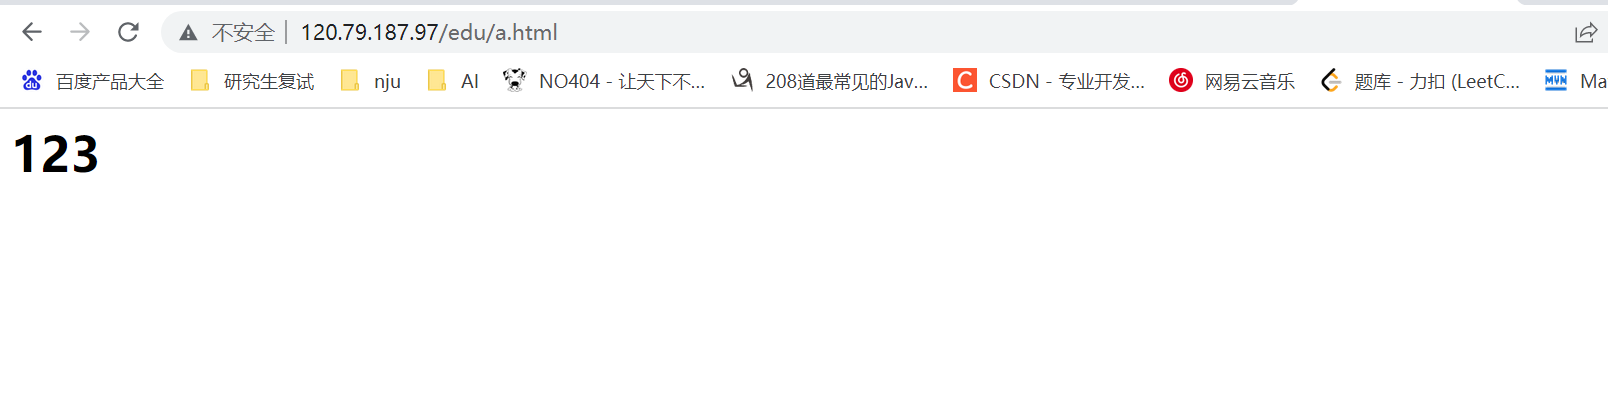 不安全 120.79.187.97/edu/a.html
百度产品大全 研究生复试 nju AI NO404 - 让天下不... 208道最常见的Jav... CSDN - 专业开发... 网易云音乐 题库 - 力扣 (LeetC... MVN Ma
123